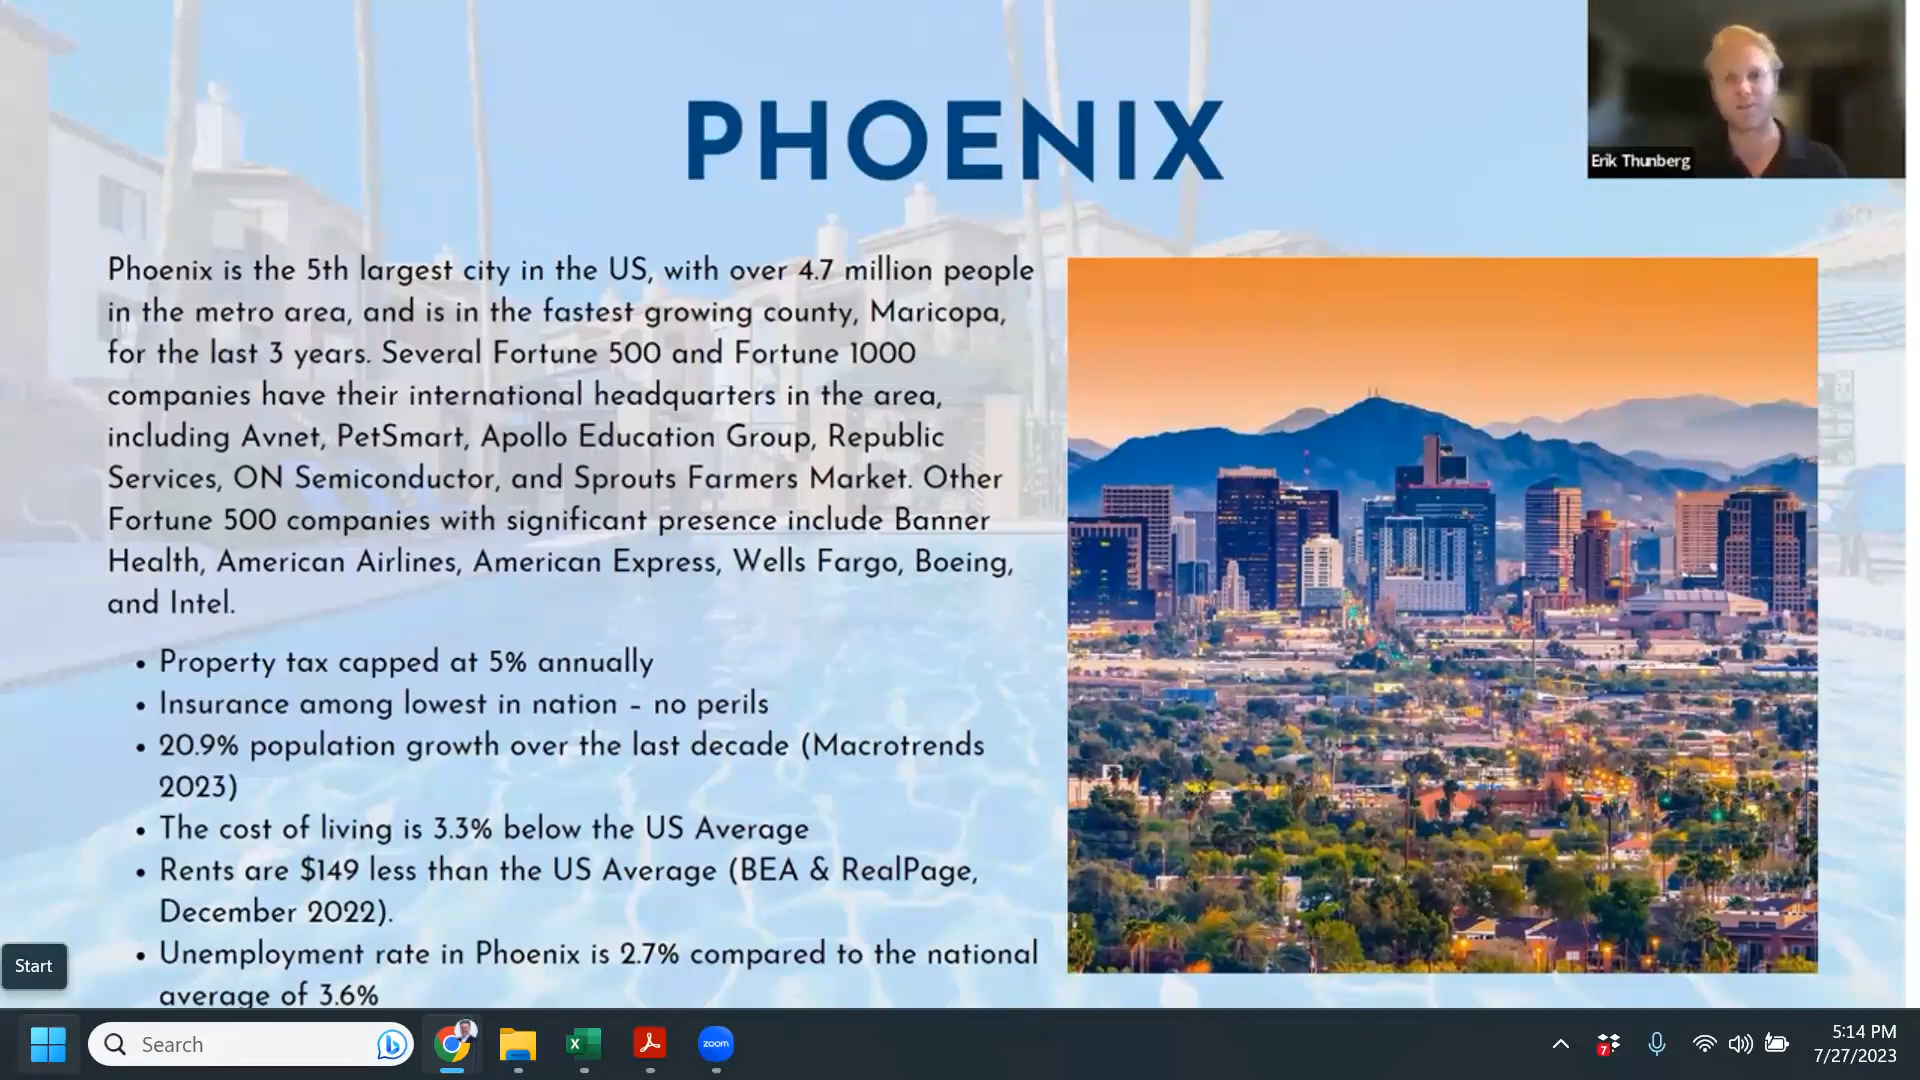 PHOENIX
Erik Thunberg
Phoenix is the 5th largest city in the US, with over 4.7 million people
in the metro area, and is in the fastest growing county, Maricopa,
for the last 3 years. Several Fortune 500 and Fortune 1000
companies have their international headquarters in the area,
including Avnet, PetSmart, Apollo Education Group, Republic
Services, ON Semiconductor, and Sprouts Farmers Market. Other
Fortune 500 companies with significant presence include Banner
Health, American Airlines, American Express, Wells Fargo, Boeing,
and Intel.
• Property tax capped at 5% annually
• Insurance among lowest in nation – no perils
• 20.9% population growth over the last decade (Macrotrends
2023)
• The cost of living is 3.3% below the US Average
• Rents are $149 less than the US Average (BEA & RealPage,
December 2022).
• Unemployment rate in Phoenix is 2.7% compared to the national
average of 3.6%
Start
Search
zoom
7
5:14 PM
7/27/2023